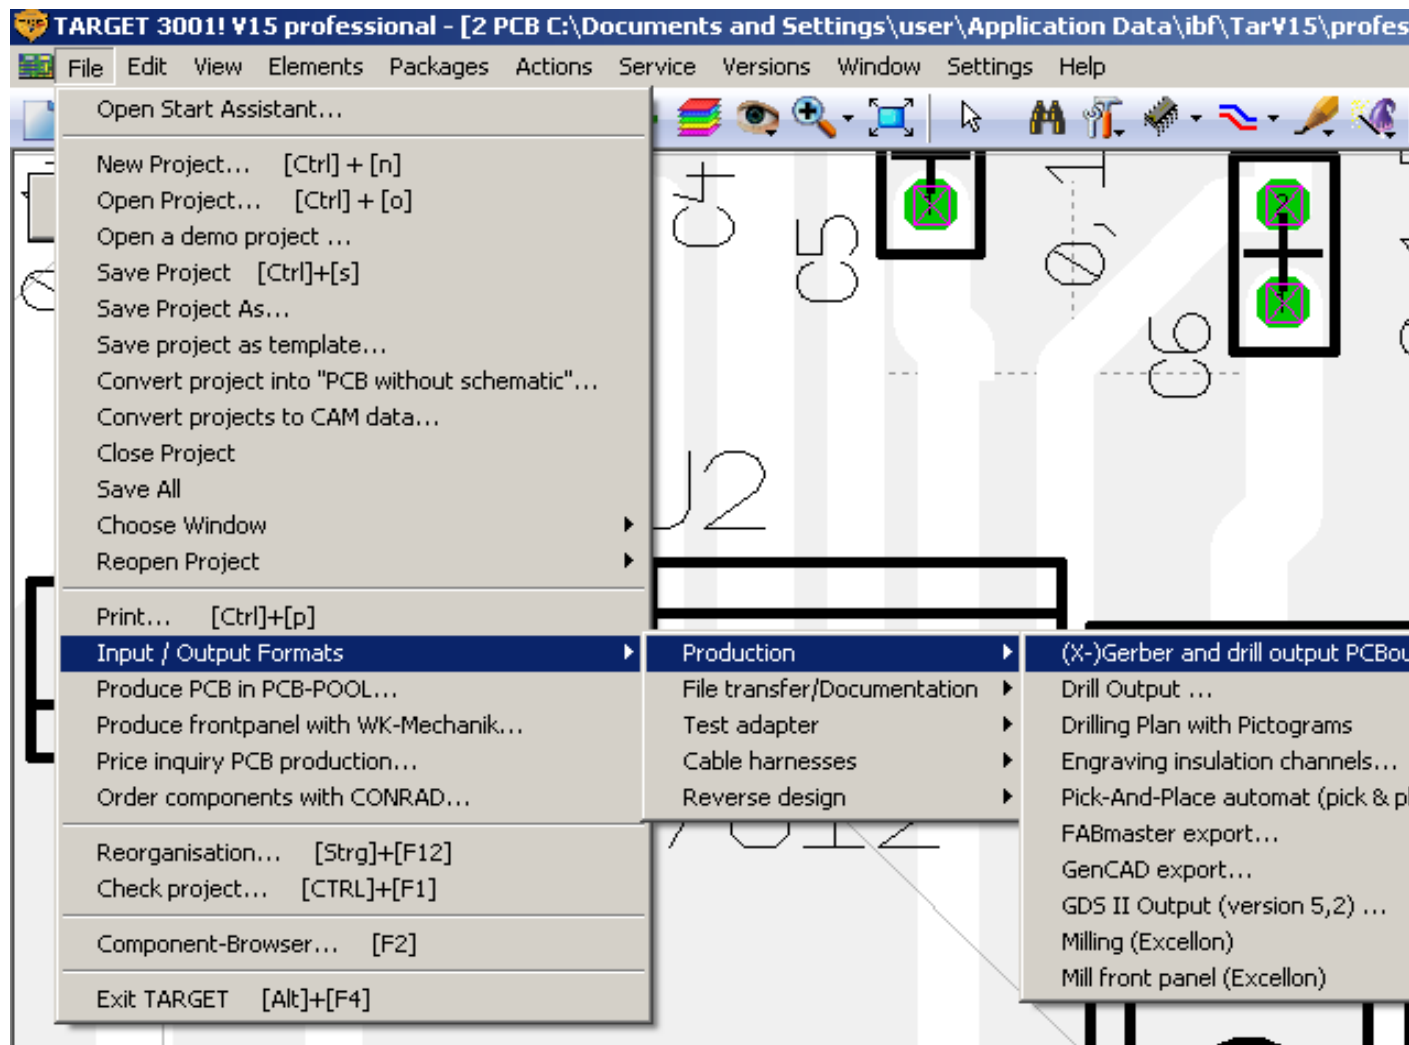 TARGET 3001! V15 professional - [2 PCB C:\Documents and Settings\user\Application Data\ibf\TarV15\profes
File Edit View Elements Packages Actions Service Versions Window Settings Help
Open Start Assistant...
New Project... [Ctrl] + [n]
Open Project... [Ctrl] + [o]
Open a demo project ...
Save Project [Ctrl]+[s]
Save Project As...
Save project as template...
Convert project into "PCB without schematic"...
Convert projects to CAM data...
Close Project
Save All
Choose Window
Reopen Project
Print... [Ctrl]+[p]
Input / Output Formats
Produce PCB in PCB-POOL...
Produce frontpanel with WK-Mechanik...
Price inquiry PCB production...
Order components with CONRAD...
Reorganisation... [Strg]+[F12]
Check project... [CTRL]+[F1]
Component-Browser... [F2]
Exit TARGET [Alt]+[F4]
Production
File transfer/Documentation
Test adapter
Cable harnesses
Reverse design
(X-)Gerber and drill output PCBou
Drill Output ...
Drilling Plan with Pictograms
Engraving insulation channels...
Pick-And-Place automat (pick & pl
FABmaster export...
GenCAD export...
GDS II Output (version 5,2) ...
Milling (Excellon)
Mill front panel (Excellon)
C4
C5
1
0,1
2
1
C6
U2